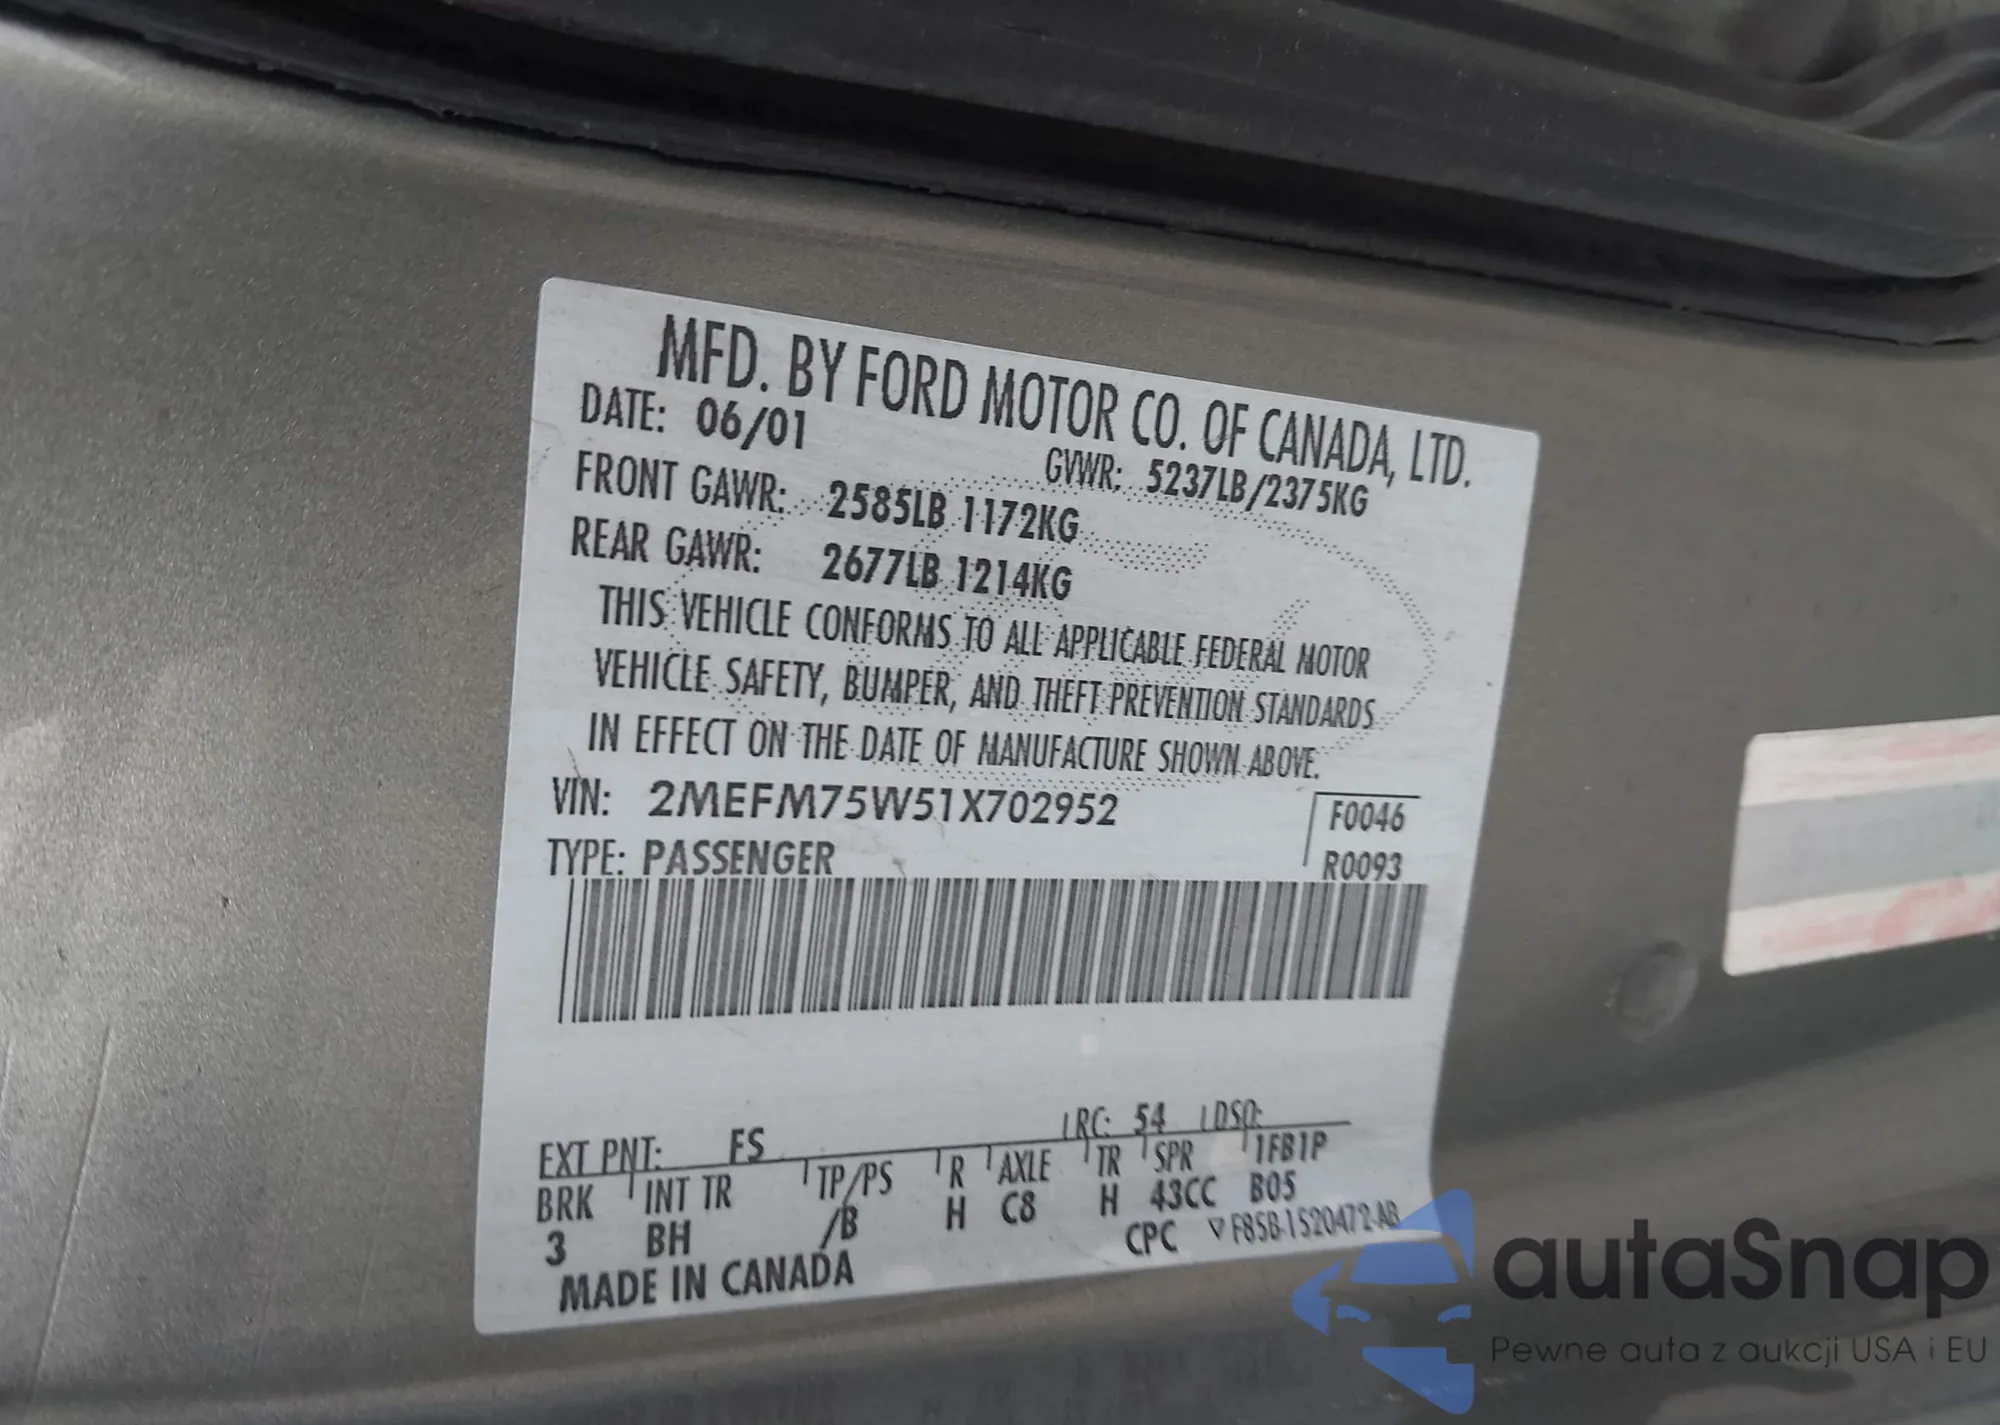 MFD. BY FORD MOTOR CO. OF CANADA, LTD.
DATE: 06/01
GVWR: 5237LB/2375KG
FRONT GAWR: 2585LB 1172KG
REAR GAWR: 2677LB 1214KG
THIS VEHICLE CONFORMS TO ALL APPLICABLE FEDERAL MOTOR
VEHICLE SAFETY, BUMPER, AND THEFT PREVENTION STANDARDS
IN EFFECT ON THE DATE OF MANUFACTURE SHOWN ABOVE.
VIN: 2MEFM75W51X702952
F0046
TYPE: PASSENGER
R0093
EXT PNT: FS
RC: 54 DSO:
BRK INT TR TP/PS R AXLE TR SPR 1FB1P
3 BH /B H C8 H 43CC B05
MADE IN CANADA
CPC ▽F85B-1520472-AB
autaSnap
Pewne auta z aukcji USA i EU